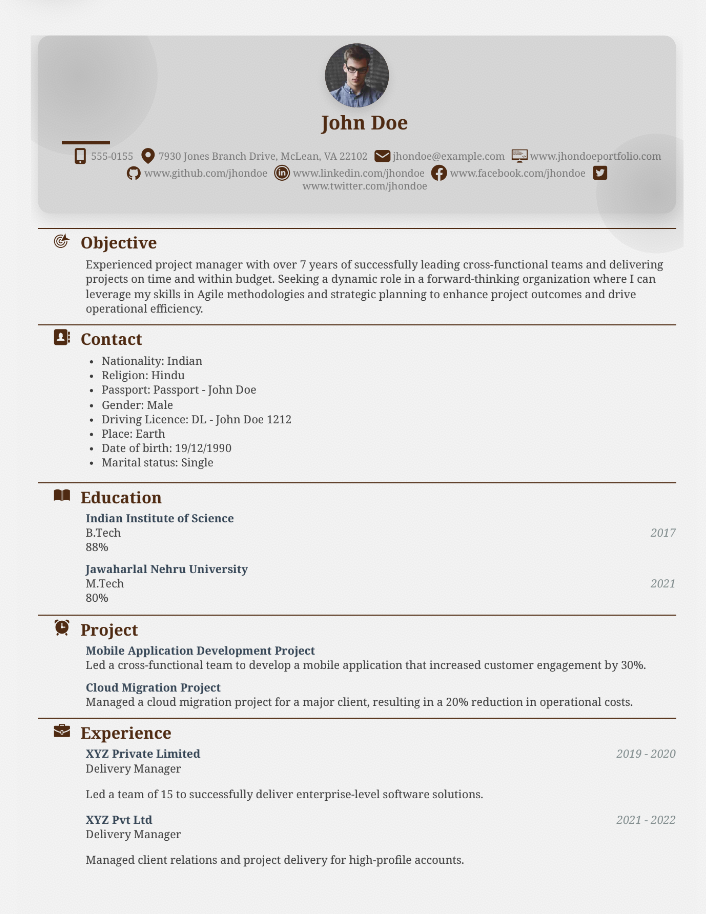 John Doe
555-0155 7930 Jones Branch Drive, McLean, VA 22102 jhondoe@example.com www.jhondoeportfolio.com
www.github.com/jhondoe www.linkedin.com/jhondoe www.facebook.com/jhondoe
www.twitter.com/jhondoe
Objective
Experienced project manager with over 7 years of successfully leading cross-functional teams and delivering
projects on time and within budget. Seeking a dynamic role in a forward-thinking organization where I can
leverage my skills in Agile methodologies and strategic planning to enhance project outcomes and drive
operational efficiency.
Contact
• Nationality: Indian
• Religion: Hindu
• Passport: Passport - John Doe
• Gender: Male
• Driving Licence: DL - John Doe 1212
• Place: Earth
• Date of birth: 19/12/1990
• Marital status: Single
Education
Indian Institute of Science
B.Tech 2017
88%
Jawaharlal Nehru University
M.Tech 2021
80%
Project
Mobile Application Development Project
Led a cross-functional team to develop a mobile application that increased customer engagement by 30%.
Cloud Migration Project
Managed a cloud migration project for a major client, resulting in a 20% reduction in operational costs.
Experience
XYZ Private Limited 2019 - 2020
Delivery Manager
Led a team of 15 to successfully deliver enterprise-level software solutions.
XYZ Pvt Ltd 2021 - 2022
Delivery Manager
Managed client relations and project delivery for high-profile accounts.